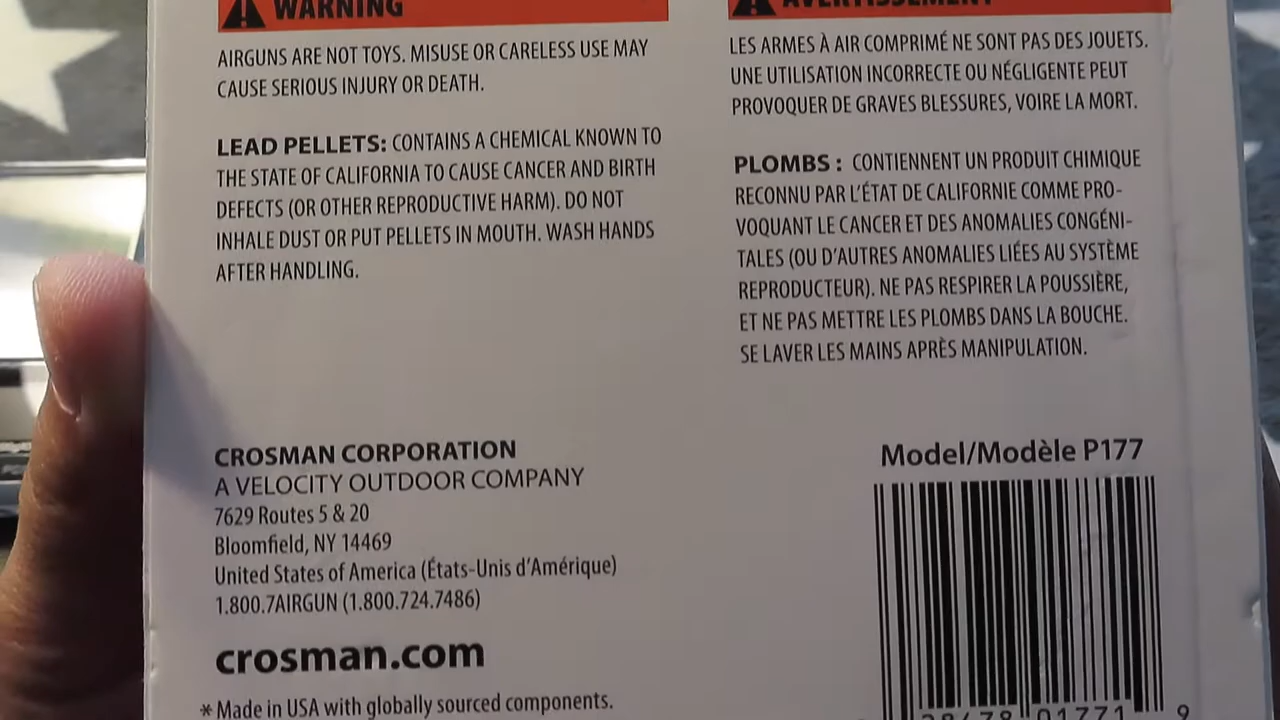 WARNING
AIRGUNS ARE NOT TOYS. MISUSE OR CARELESS USE MAY
CAUSE SERIOUS INJURY OR DEATH.
LEAD PELLETS: CONTAINS A CHEMICAL KNOWN TO
THE STATE OF CALIFORNIA TO CAUSE CANCER AND BIRTH
DEFECTS (OR OTHER REPRODUCTIVE HARM). DO NOT
INHALE DUST OR PUT PELLETS IN MOUTH. WASH HANDS
AFTER HANDLING.
AVERTISSEMENT
LES ARMES À AIR COMPRIMÉ NE SONT PAS DES JOUETS.
UNE UTILISATION INCORRECTE OU NÉGLIGENTE PEUT
PROVOQUER DE GRAVES BLESSURES, VOIRE LA MORT.
PLOMBS : CONTIENNENT UN PRODUIT CHIMIQUE
RECONNU PAR L'ÉTAT DE CALIFORNIE COMME PRO-
VOQUANT LE CANCER ET DES ANOMALIES CONGÉNI-
TALES (OU D'AUTRES ANOMALIES LIÉES AU SYSTÈME
REPRODUCTEUR). NE PAS RESPIRER LA POUSSIÈRE,
ET NE PAS METTRE LES PLOMBS DANS LA BOUCHE.
SE LAVER LES MAINS APRÈS MANIPULATION.
CROSMAN CORPORATION
A VELOCITY OUTDOOR COMPANY
7629 Routes 5 & 20
Bloomfield, NY 14469
United States of America (États-Unis d'Amérique)
1.800.7AIRGUN (1.800.724.7486)
crosman.com
* Made in USA with globally sourced components.
Model/Modèle P177
28478 01771 9